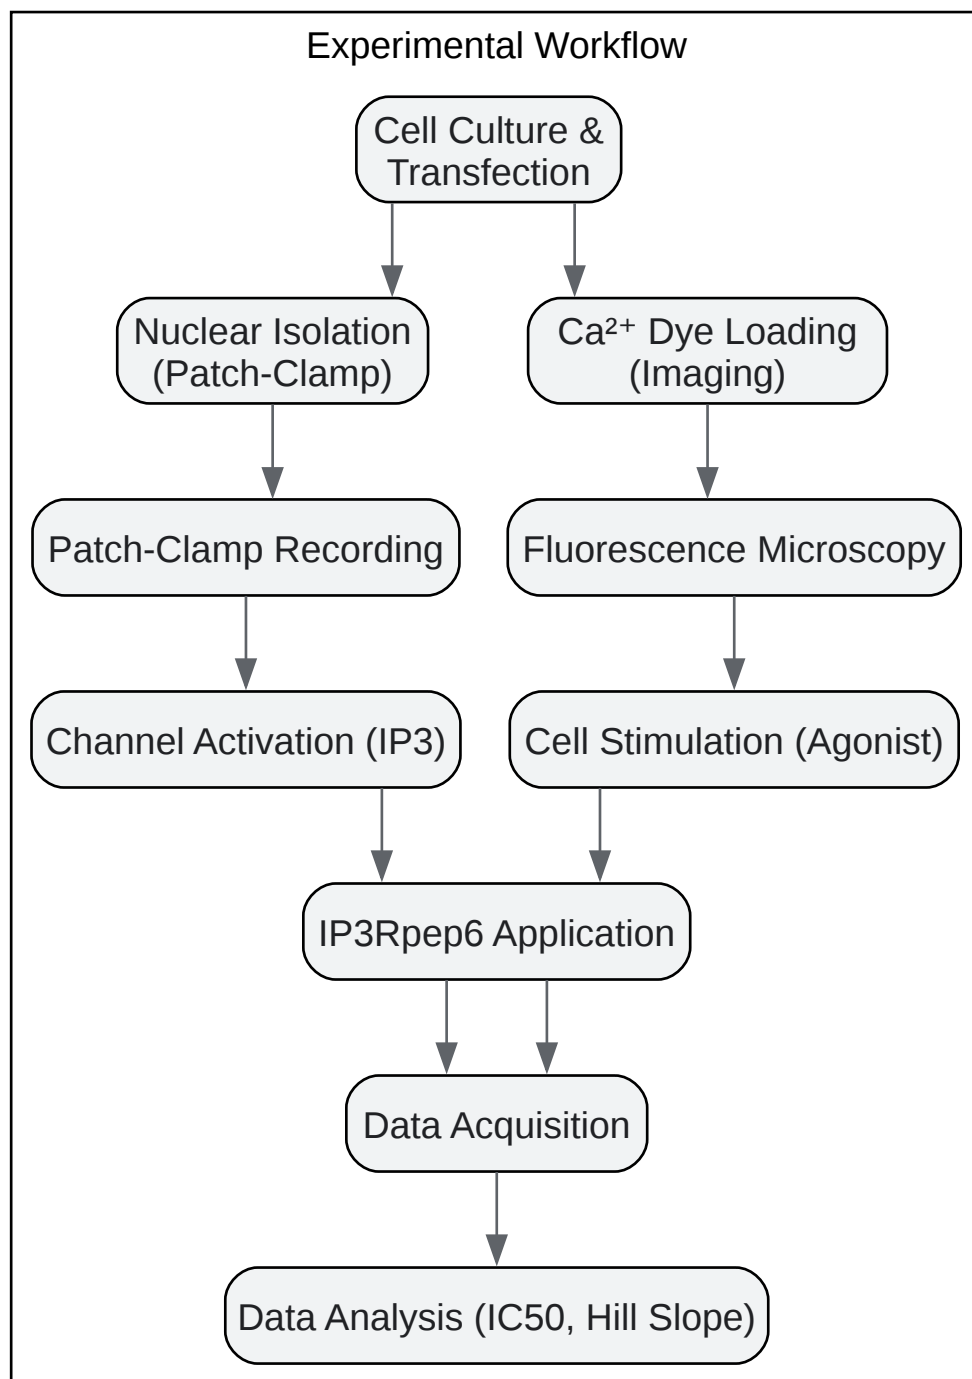 Experimental Workflow
Cell Culture &
Transfection
Nuclear Isolation
(Patch-Clamp)
Ca²⁺ Dye Loading
(Imaging)
Patch-Clamp Recording
Fluorescence Microscopy
Channel Activation (IP3)
Cell Stimulation (Agonist)
IP3Rpep6 Application
Data Acquisition
Data Analysis (IC50, Hill Slope)